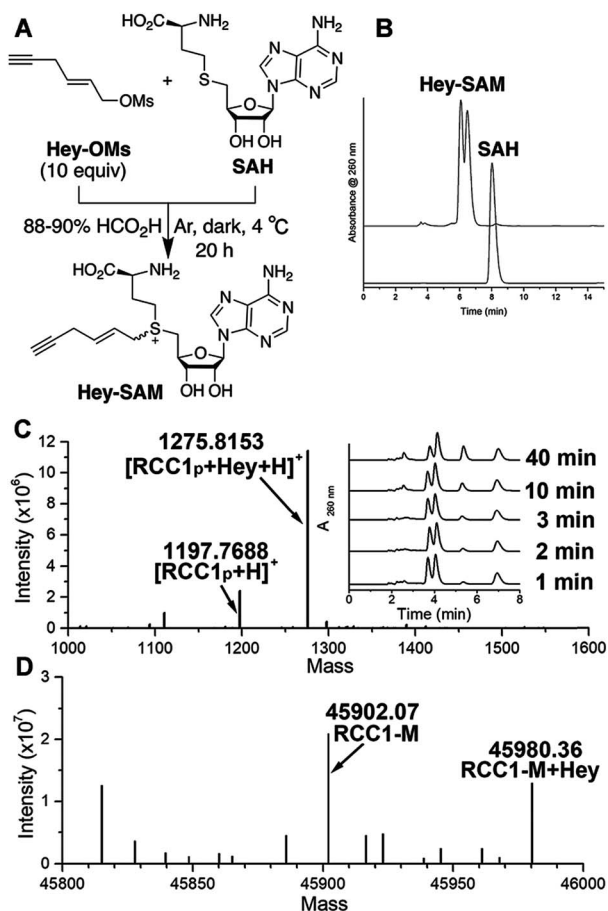 A
HO₂C NH₂
NH₂
N N
S N N
OMs + O
OH OH
Hey-OMs
(10 equiv)
SAH
88-90% HCO₂H Ar, dark, 4 °C
20 h
HO₂C NH₂
NH₂
N N
S N N
+ O
OH OH
Hey-SAM
B
Hey-SAM
SAH
Absorbance @ 260 nm
0 2 4 6 8 10 12 14
Time (min)
C
1275.8153
[RCC1p+Hey+H]⁺
1197.7688
[RCC1p+H]⁺
Intensity (x10⁶)
12
10
8
6
4
2
0
1000 1100 1200 1300 1400 1500 1600
Mass
A 260 nm
40 min
10 min
3 min
2 min
1 min
0 2 4 6 8
Time (min)
D
45902.07
RCC1-M
45980.36
RCC1-M+Hey
Intensity (x10⁷)
3
2
1
0
45800 45850 45900 45950 46000
Mass